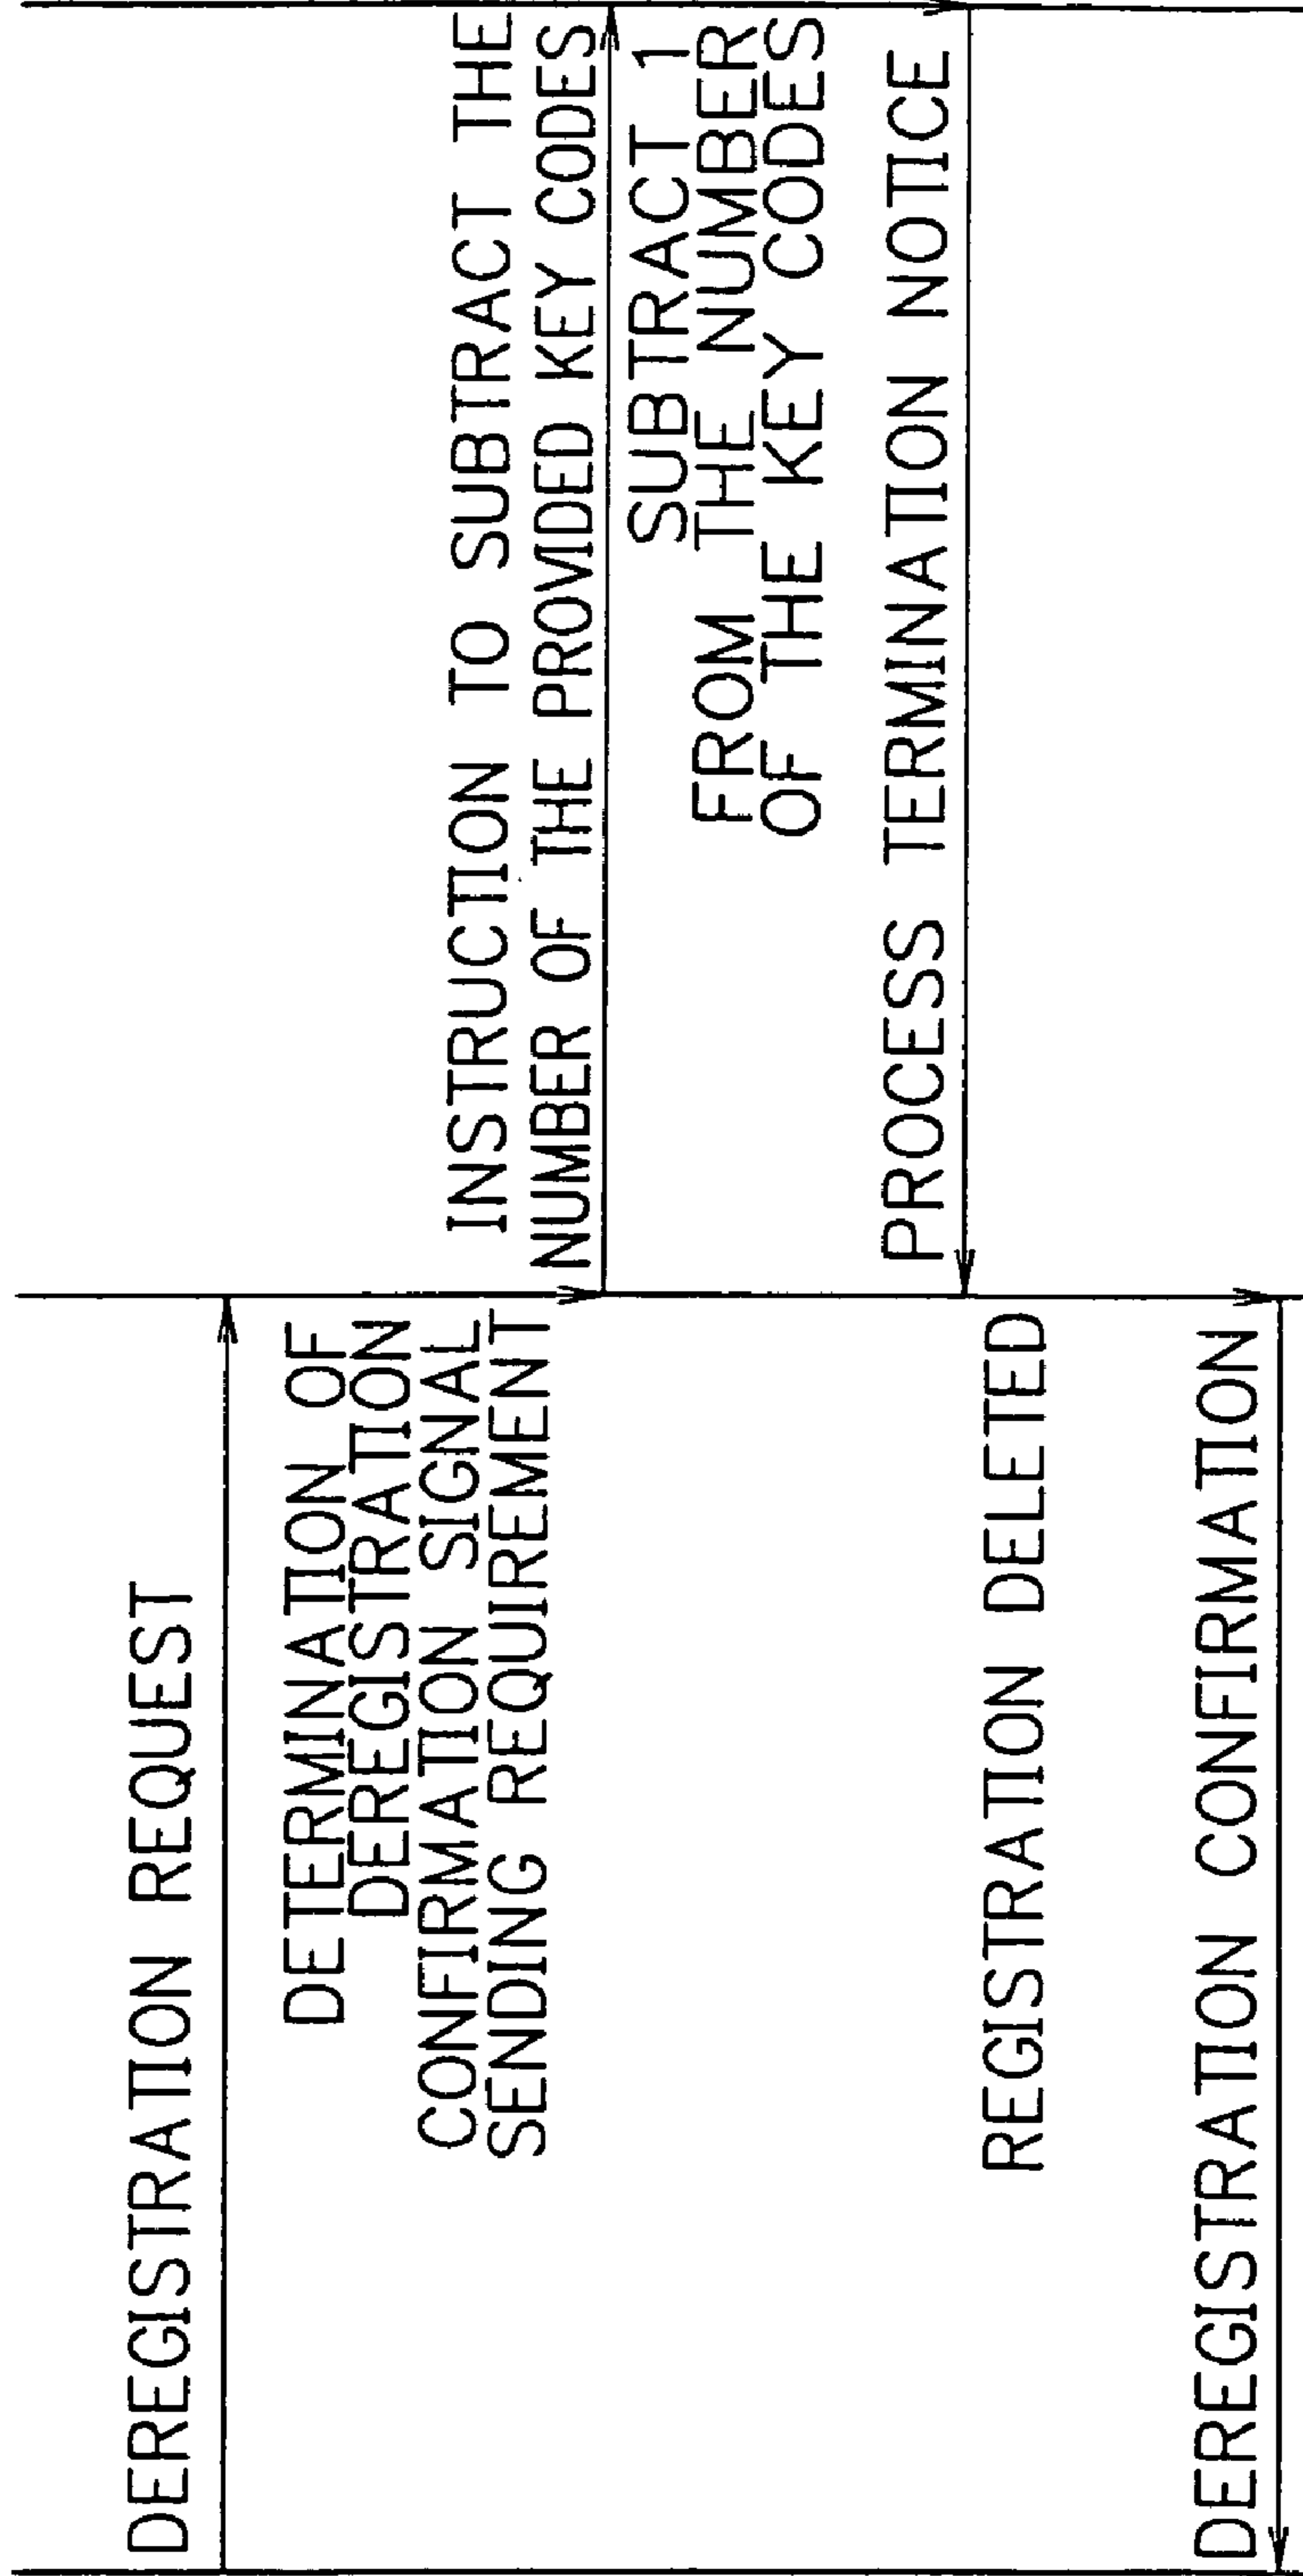 DEREGISTRATION REQUEST
DETERMINATION OF
DEREGISTRATION
CONFIRMATION SIGNAL
SENDING REQUIREMENT
INSTRUCTION TO SUBTRACT THE
NUMBER OF THE PROVIDED KEY CODES
SUBTRACT 1
FROM THE NUMBER
OF THE KEY CODES
PROCESS TERMINATION NOTICE
REGISTRATION DELETED
DEREGISTRATION CONFIRMATION